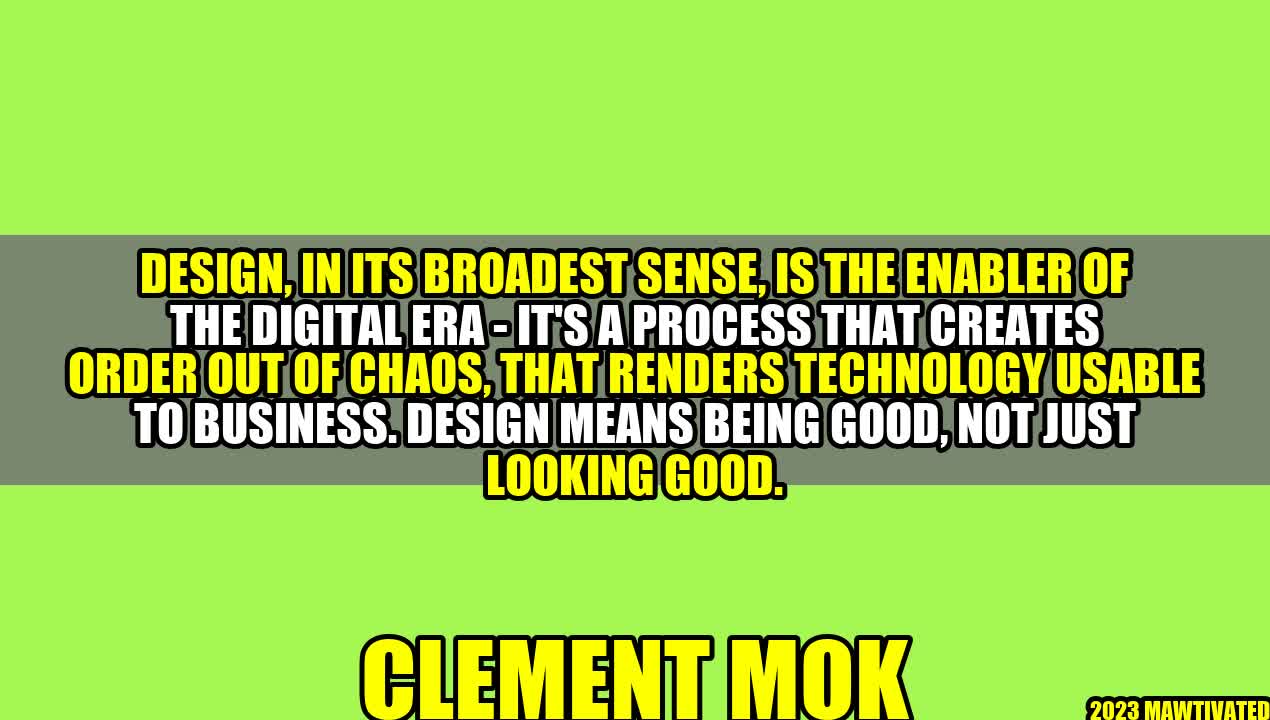 DESIGN, IN ITS BROADEST SENSE, IS THE ENABLER OF
THE DIGITAL ERA - IT'S A PROCESS THAT CREATES
ORDER OUT OF CHAOS, THAT RENDERS TECHNOLOGY USABLE
TO BUSINESS. DESIGN MEANS BEING GOOD, NOT JUST
LOOKING GOOD.
CLEMENT MOK
2023 MAWTIVATED